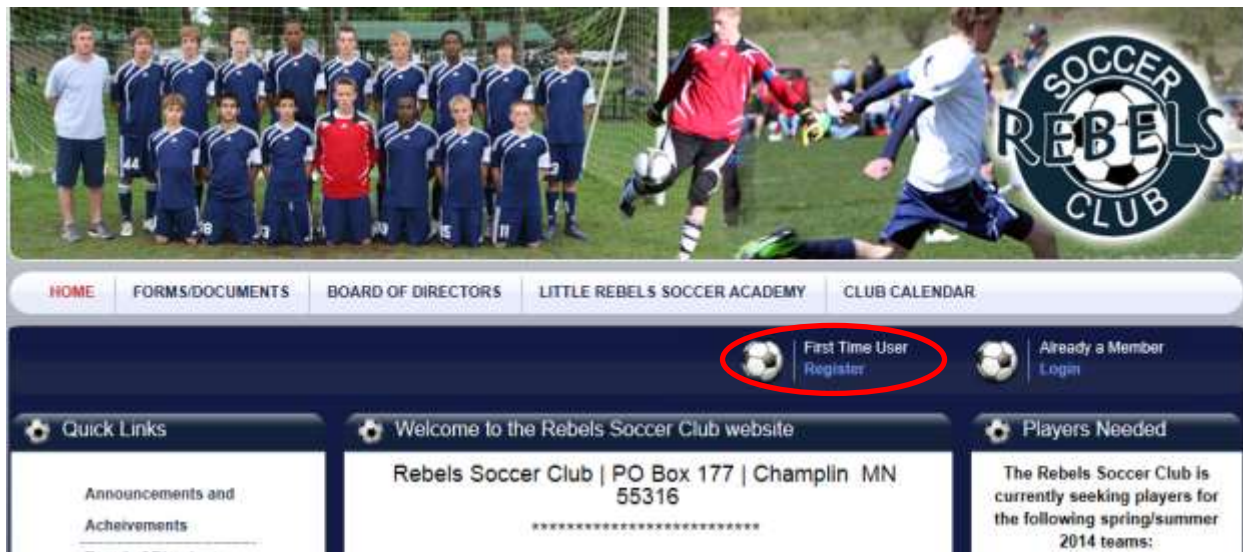 SOCCER
REBELS
CLUB
HOME FORMS/DOCUMENTS BOARD OF DIRECTORS LITTLE REBELS SOCCER ACADEMY CLUB CALENDAR
First Time User
Register
Already a Member
Login
Quick Links
Announcements and
Acheivements
Welcome to the Rebels Soccer Club website
Rebels Soccer Club | PO Box 177 | Champlin MN
55316
**************************
Players Needed
The Rebels Soccer Club is
currently seeking players for
the following spring/summer
2014 teams: